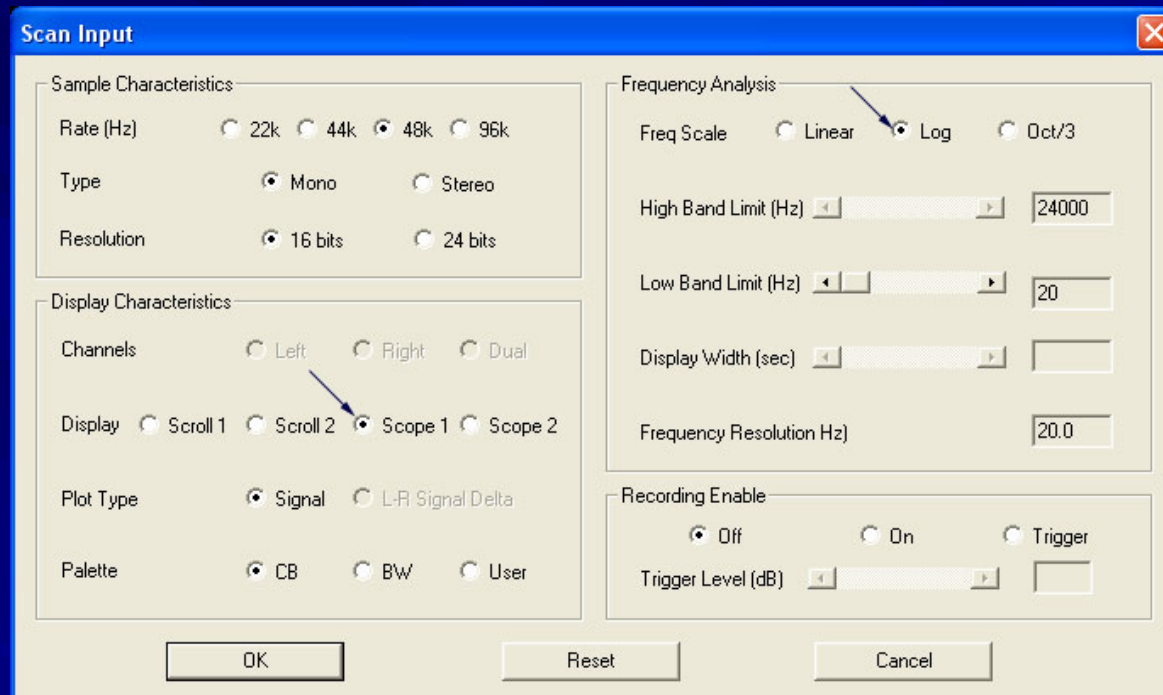 Scan Input
Sample Characteristics
Rate (Hz) 22k 44k 48k 96k
Type Mono Stereo
Resolution 16 bits 24 bits
Display Characteristics
Channels Left Right Dual
Display Scroll 1 Scroll 2 Scope 1 Scope 2
Plot Type Signal L-R Signal Delta
Palette CB BW User
Frequency Analysis
Freq Scale Linear Log Oct/3
High Band Limit (Hz) 24000
Low Band Limit (Hz) 20
Display Width (sec)
Frequency Resolution Hz) 20.0
Recording Enable
Off On Trigger
Trigger Level (dB)
OK Reset Cancel